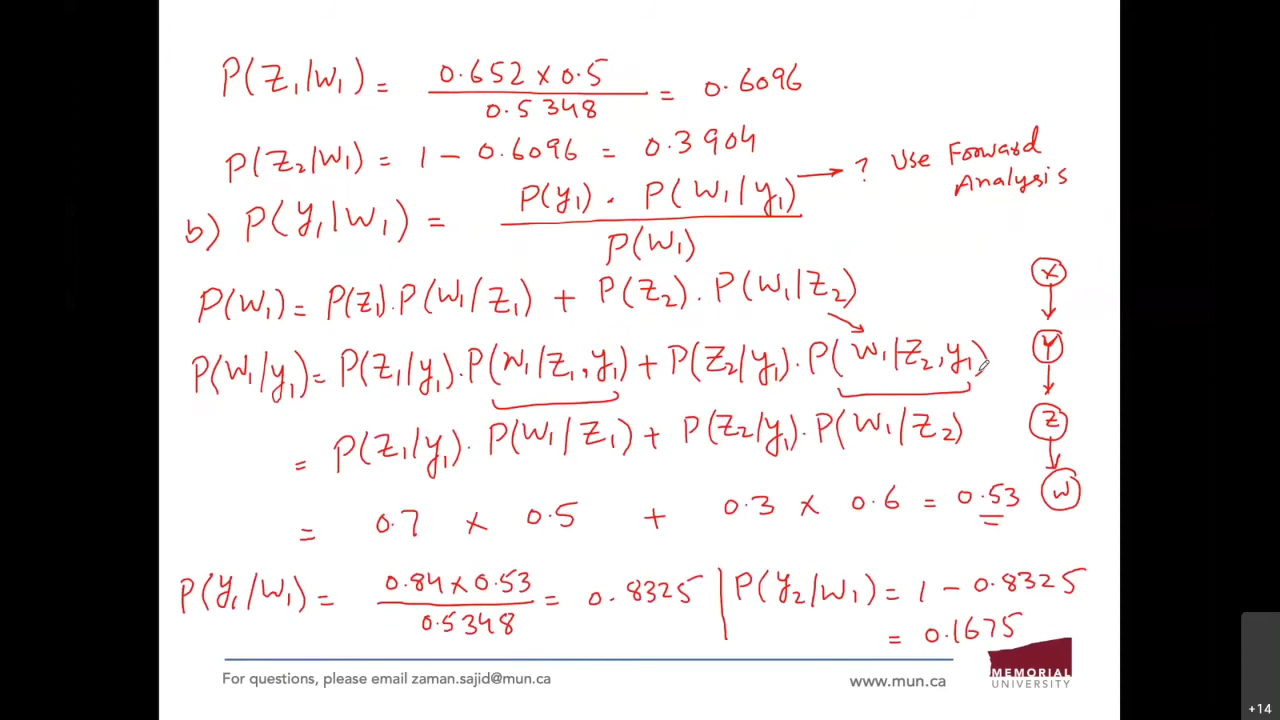 P(Z₁/W₁) = 0.652 × 0.5 / 0.5348 = 0.6096
P(Z₂/W₁) = 1 - 0.6096 = 0.3904
b) P(Y₁/W₁) = P(Y₁) . P(W₁/Y₁) / P(W₁) → ? Use Forward Analysis
P(W₁) = P(Z₁).P(W₁/Z₁) + P(Z₂).P(W₁/Z₂)
P(W₁/Y₁) = P(Z₁/Y₁).P(W₁/Z₁,Y₁) + P(Z₂/Y₁).P(W₁/Z₂,Y₁)
= P(Z₁/Y₁). P(W₁/Z₁) + P(Z₂/Y₁).P(W₁/Z₂)
= 0.7 × 0.5 + 0.3 × 0.6 = 0.53
P(Y₁/W₁) = 0.84 × 0.53 / 0.5348 = 0.8325 | P(Y₂/W₁) = 1 - 0.8325
= 0.1675
X
Y
Z
W
For questions, please email zaman.sajid@mun.ca
www.mun.ca
MEMORIAL
UNIVERSITY
+14